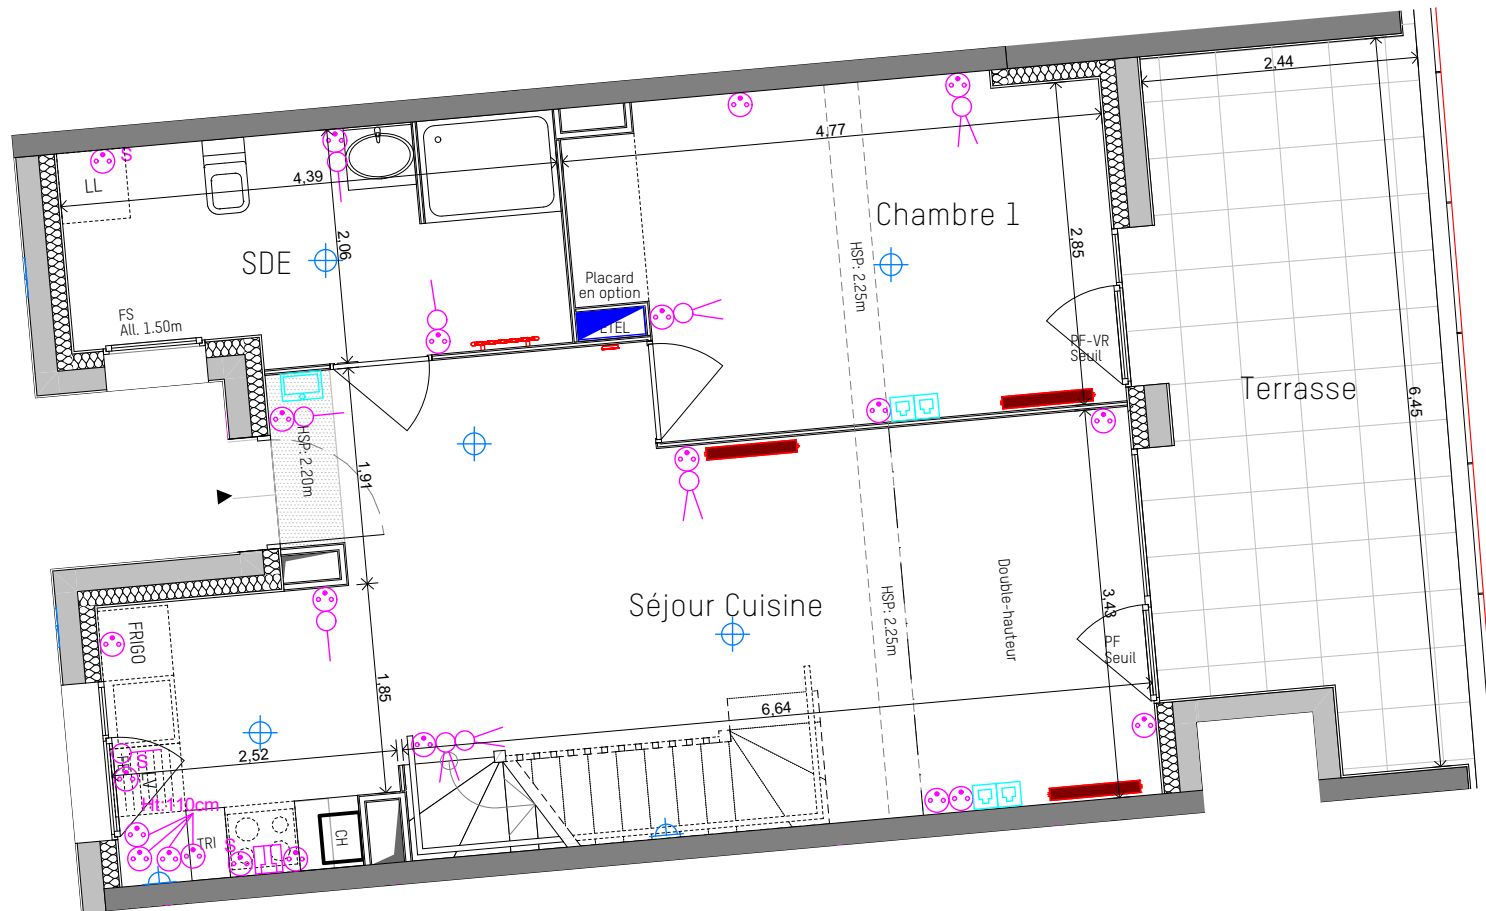 2,44
4,77
S
LL
4,39
Chambre 1
2,06
SDE
2,85
HSP: 2.25m
Placard
en option
FS
All. 1.50m
ETEL
PF-VR
Seuil
Terrasse
6,45
HSP: 2.20m
1,91
Séjour Cuisine
Double-hauteur
HSP: 2.25m
3,43
FRIGO
PF
Seuil
1,85
6,64
2,52
S
LV
Ht:110cm
TRI
S
CH